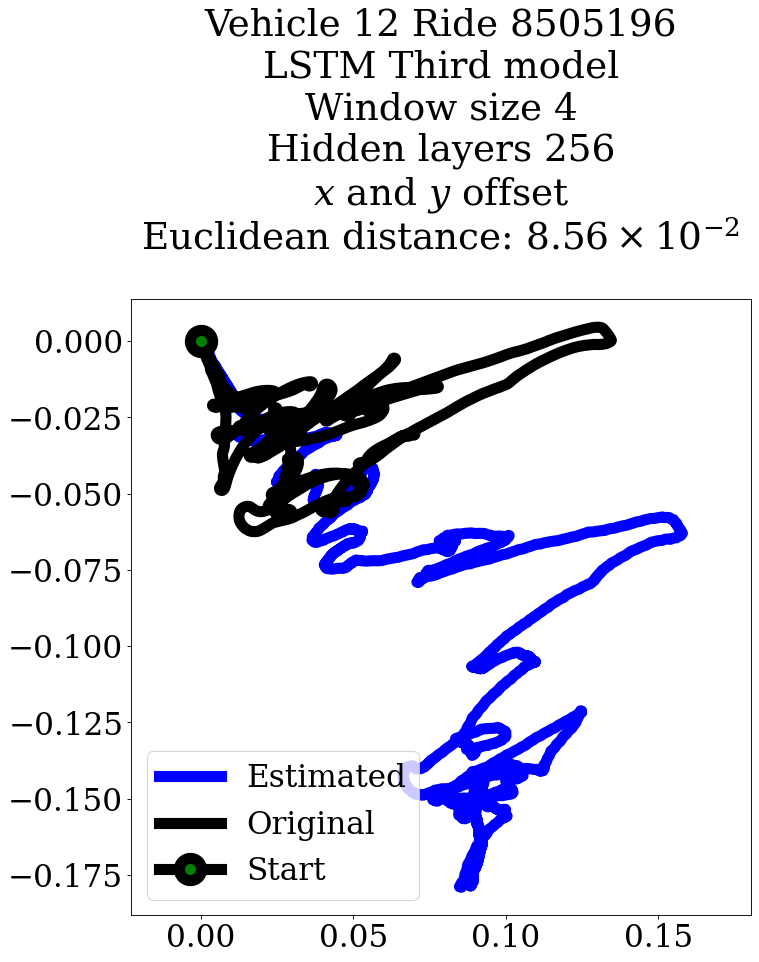 Vehicle 12 Ride 8505196
LSTM Third model
Window size 4
Hidden layers 256
x and y offset
Euclidean distance: 8.56 × 10⁻²
0.000
−0.025
−0.050
−0.075
−0.100
−0.125
−0.150
−0.175
Estimated
Original
Start
0.00 0.05 0.10 0.15